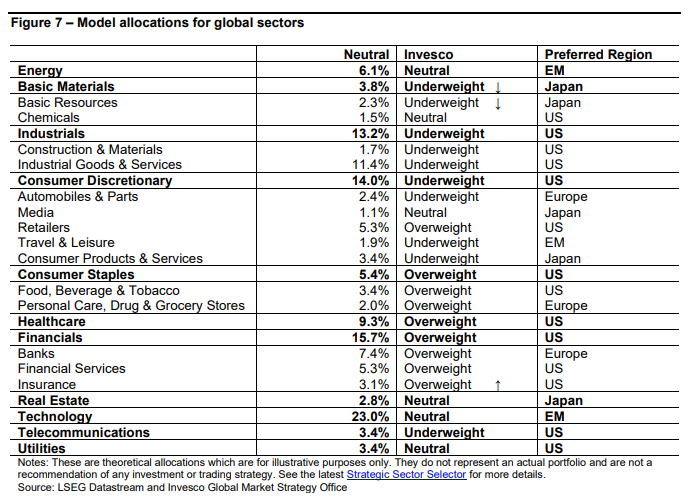 Figure 7 – Model allocations for global sectors
Neutral Invesco Preferred Region
Energy 6.1% Neutral EM
Basic Materials 3.8% Underweight ↓ Japan
Basic Resources 2.3% Underweight ↓ Japan
Chemicals 1.5% Neutral US
Industrials 13.2% Underweight US
Construction & Materials 1.7% Underweight US
Industrial Goods & Services 11.4% Underweight US
Consumer Discretionary 14.0% Underweight US
Automobiles & Parts 2.4% Underweight Europe
Media 1.1% Neutral Japan
Retailers 5.3% Overweight US
Travel & Leisure 1.9% Underweight EM
Consumer Products & Services 3.4% Underweight Japan
Consumer Staples 5.4% Overweight US
Food, Beverage & Tobacco 3.4% Overweight US
Personal Care, Drug & Grocery Stores 2.0% Overweight Europe
Healthcare 9.3% Overweight US
Financials 15.7% Overweight US
Banks 7.4% Overweight Europe
Financial Services 5.3% Overweight US
Insurance 3.1% Overweight ↑ US
Real Estate 2.8% Neutral Japan
Technology 23.0% Neutral EM
Telecommunications 3.4% Underweight US
Utilities 3.4% Neutral US
Notes: These are theoretical allocations which are for illustrative purposes only. They do not represent an actual portfolio and are not a
recommendation of any investment or trading strategy. See the latest Strategic Sector Selector for more details.
Source: LSEG Datastream and Invesco Global Market Strategy Office